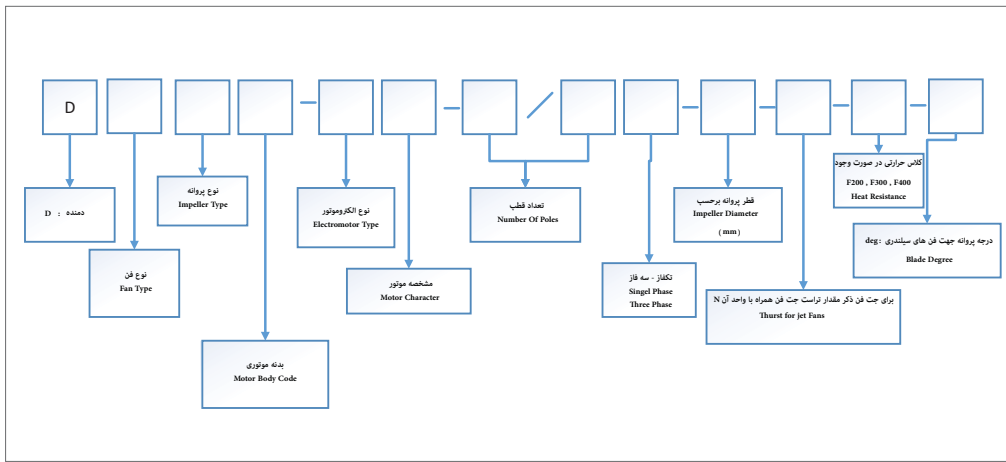 D
دمنده : D
نوع فن
Fan Type
نوع پروانه
Impeller Type
بدنه موتوری
Motor Body Code
نوع الکتروموتور
Electromotor Type
مشخصه موتور
Motor Character
تعداد قطب
Number Of Poles
تکفاز - سه فاز
Singel Phase
Three Phase
قطر پروانه برحسب
Impeller Diameter
( mm )
برای جت فن ذکر مقدار تراست جت فن همراه با واحد آن N
Thurst for jet Fans
کلاس حرارتی در صورت وجود
F200 , F300 , F400
Heat Resistance
درجه پروانه جهت فن های سیلندری : deg
Blade Degree